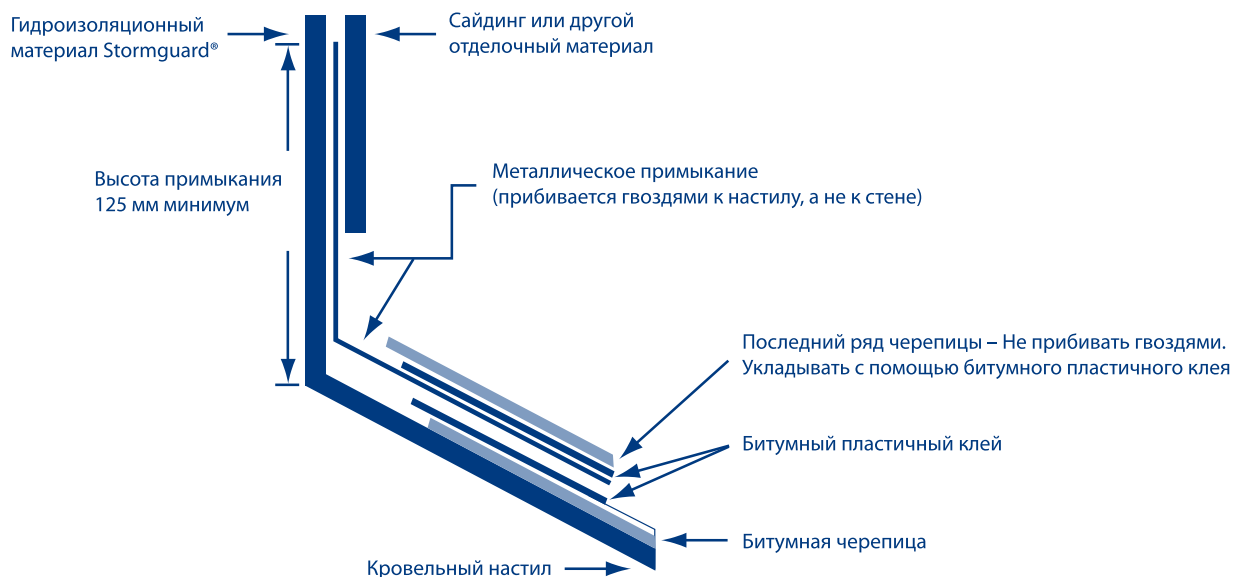 Гидроизоляционный
материал Stormguard®
Сайдинг или другой
отделочный материал
Высота примыкания
125 мм минимум
Металлическое примыкание
(прибивается гвоздями к настилу, а не к стене)
Последний ряд черепицы – Не прибивать гвоздями.
Укладывать с помощью битумного пластичного клея
Битумный пластичный клей
Битумная черепица
Кровельный настил